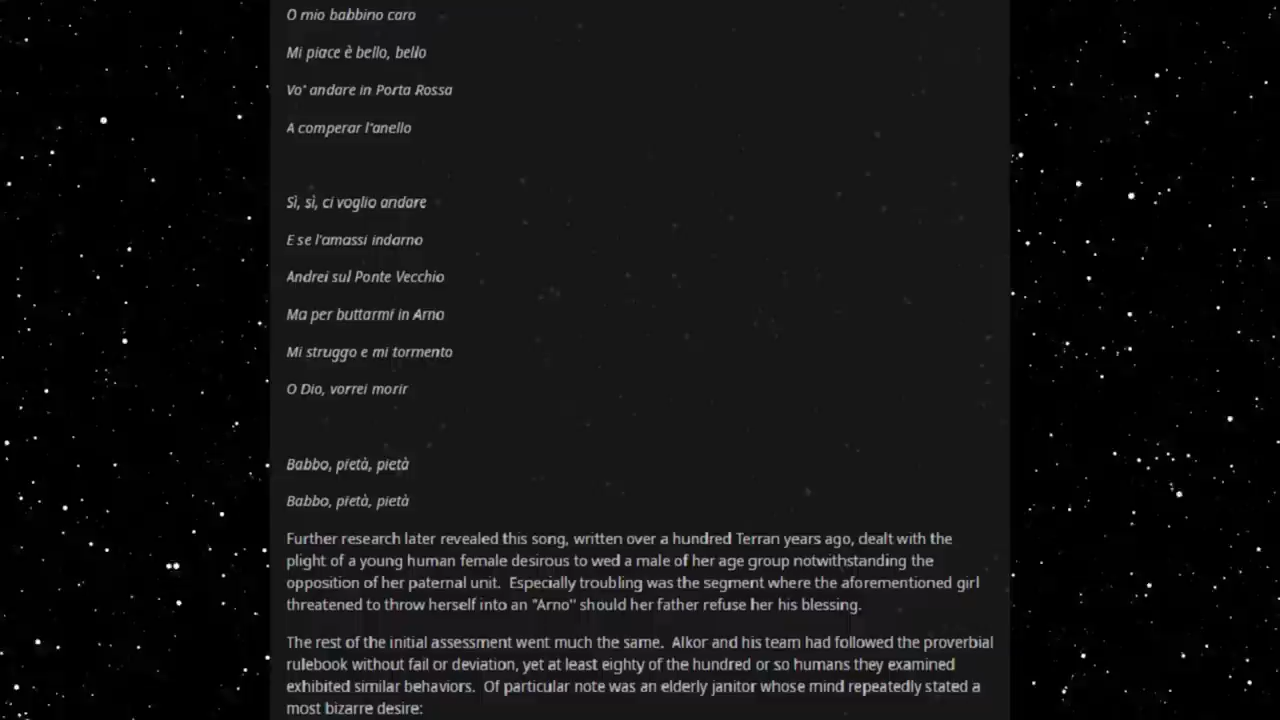 O mio babbino caro
Mi piace è bello, bello
Vo' andare in Porta Rossa
A comperar l'anello
Sì, sì, ci voglio andare
E se l'amassi indarno
Andrei sul Ponte Vecchio
Ma per buttarmi in Arno
Mi struggo e mi tormento
O Dio, vorrei morir
Babbo, pietà, pietà
Babbo, pietà, pietà
Further research later revealed this song, written over a hundred Terran years ago, dealt with the
plight of a young human female desirous to wed a male of her age group notwithstanding the
opposition of her paternal unit.  Especially troubling was the segment where the aforementioned girl
threatened to throw herself into an "Arno" should her father refuse her his blessing.
The rest of the initial assessment went much the same.  Alkor and his team had followed the proverbial
rulebook without fail or deviation, yet at least eighty of the hundred or so humans they examined
exhibited similar behaviors.  Of particular note was an elderly janitor whose mind repeatedly stated a
most bizarre desire: